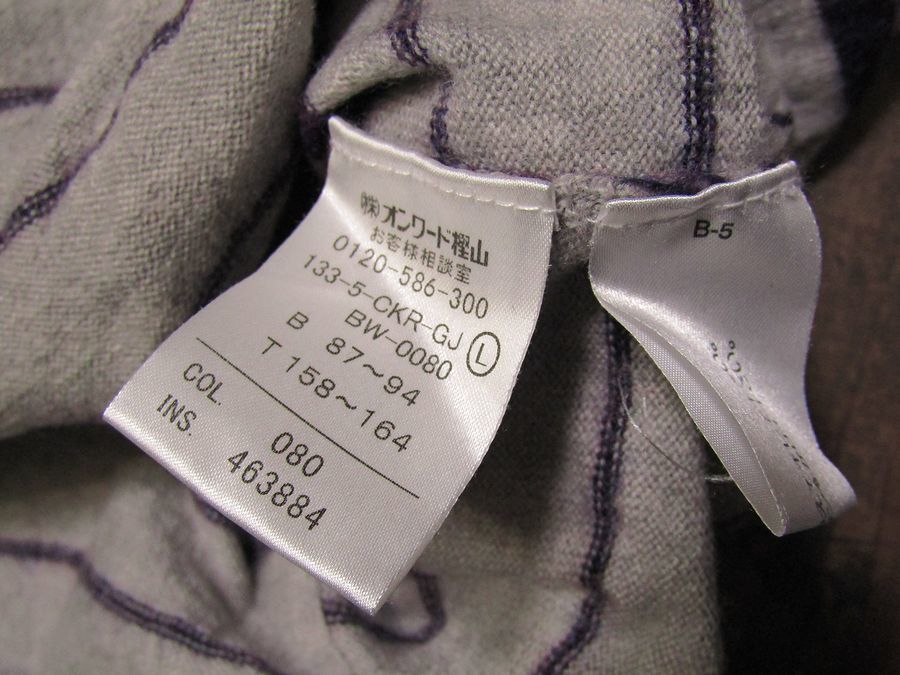 ㈱オンワード樫山
お客様相談室
0120-586-300
133-5-CKR-GJ
BW-0080 Ⓛ
B 87～94
T 158～164
COL. 080
INS. 463884
B-5